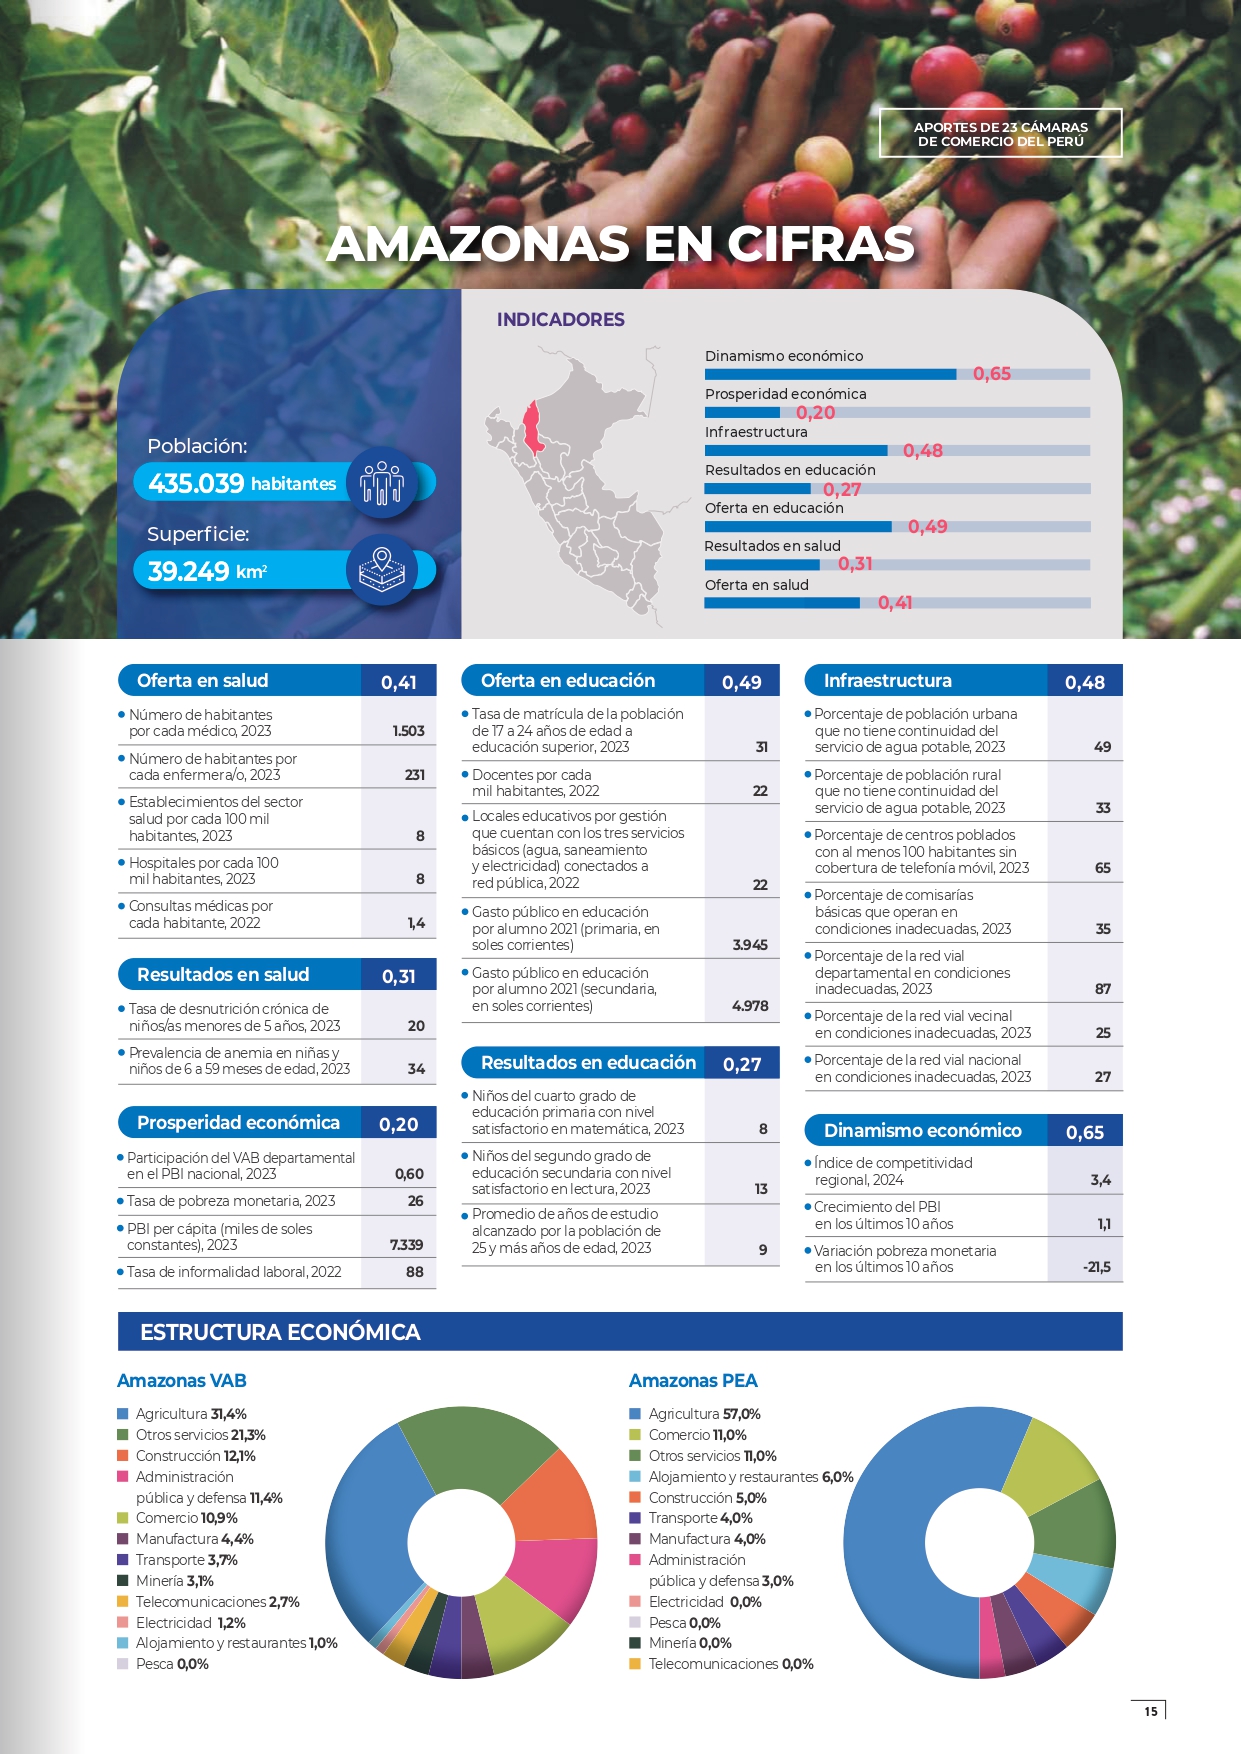 APORTES DE 23 CÁMARAS
DE COMERCIO DEL PERÚ
AMAZONAS EN CIFRAS
Población:
435.039 habitantes
Superficie:
39.249 km²
INDICADORES
Dinamismo económico
0,65
Prosperidad económica
0,20
Infraestructura
0,48
Resultados en educación
0,27
Oferta en educación
0,49
Resultados en salud
0,31
Oferta en salud
0,41
Oferta en salud 0,41
• Número de habitantes
por cada médico, 2023 1.503
• Número de habitantes por
cada enfermera/o, 2023 231
• Establecimientos del sector
salud por cada 100 mil
habitantes, 2023 8
• Hospitales por cada 100
mil habitantes, 2023 8
• Consultas médicas por
cada habitante, 2022 1,4
Resultados en salud 0,31
• Tasa de desnutrición crónica de
niños/as menores de 5 años, 2023 20
• Prevalencia de anemia en niñas y
niños de 6 a 59 meses de edad, 2023 34
Prosperidad económica 0,20
• Participación del VAB departamental
en el PBI nacional, 2023 0,60
• Tasa de pobreza monetaria, 2023 26
• PBI per cápita (miles de soles
constantes), 2023 7.339
• Tasa de informalidad laboral, 2022 88
Oferta en educación 0,49
• Tasa de matrícula de la población
de 17 a 24 años de edad a
educación superior, 2023 31
• Docentes por cada
mil habitantes, 2022 22
• Locales educativos por gestión
que cuentan con los tres servicios
básicos (agua, saneamiento
y electricidad) conectados a
red pública, 2022 22
• Gasto público en educación
por alumno 2021 (primaria, en
soles corrientes) 3.945
• Gasto público en educación
por alumno 2021 (secundaria,
en soles corrientes) 4.978
Resultados en educación 0,27
• Niños del cuarto grado de
educación primaria con nivel
satisfactorio en matemática, 2023 8
• Niños del segundo grado de
educación secundaria con nivel
satisfactorio en lectura, 2023 13
• Promedio de años de estudio
alcanzado por la población de
25 y más años de edad, 2023 9
Infraestructura 0,48
• Porcentaje de población urbana
que no tiene continuidad del
servicio de agua potable, 2023 49
• Porcentaje de población rural
que no tiene continuidad del
servicio de agua potable, 2023 33
• Porcentaje de centros poblados
con al menos 100 habitantes sin
cobertura de telefonía móvil, 2023 65
• Porcentaje de comisarías
básicas que operan en
condiciones inadecuadas, 2023 35
• Porcentaje de la red vial
departamental en condiciones
inadecuadas, 2023 87
• Porcentaje de la red vial vecinal
en condiciones inadecuadas, 2023 25
• Porcentaje de la red vial nacional
en condiciones inadecuadas, 2023 27
Dinamismo económico 0,65
• Índice de competitividad
regional, 2024 3,4
• Crecimiento del PBI
en los últimos 10 años 1,1
• Variación pobreza monetaria
en los últimos 10 años -21,5
ESTRUCTURA ECONÓMICA
Amazonas VAB
Agricultura 31,4%
Otros servicios 21,3%
Construcción 12,1%
Administración
pública y defensa 11,4%
Comercio 10,9%
Manufactura 4,4%
Transporte 3,7%
Minería 3,1%
Telecomunicaciones 2,7%
Electricidad 1,2%
Alojamiento y restaurantes 1,0%
Pesca 0,0%
Amazonas PEA
Agricultura 57,0%
Comercio 11,0%
Otros servicios 11,0%
Alojamiento y restaurantes 6,0%
Construcción 5,0%
Transporte 4,0%
Manufactura 4,0%
Administración
pública y defensa 3,0%
Electricidad 0,0%
Pesca 0,0%
Minería 0,0%
Telecomunicaciones 0,0%
15